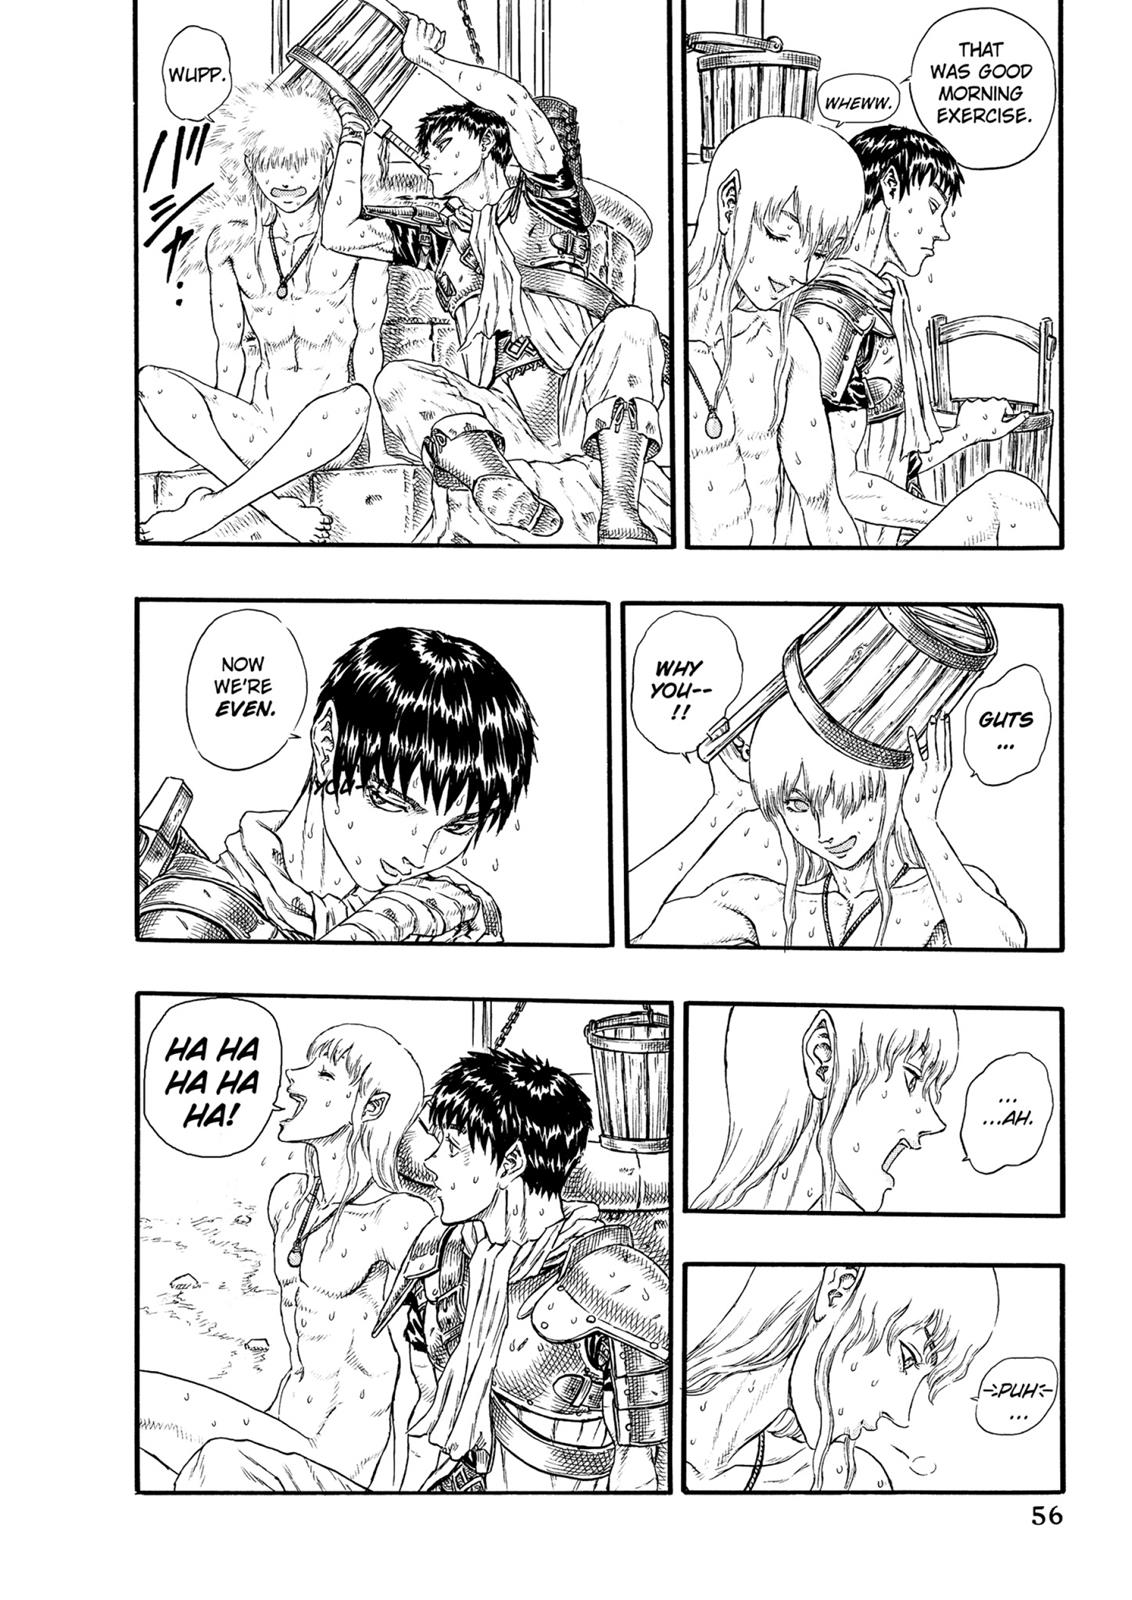 THAT
WAS GOOD
MORNING
EXERCISE.
WHEWW.
WUPP.
GUTS
...
WHY
YOU--
!!
NOW
WE'RE
EVEN.
YOU--!!
...
...AH.
PUH
...
HA HA
HA HA
HA!
56